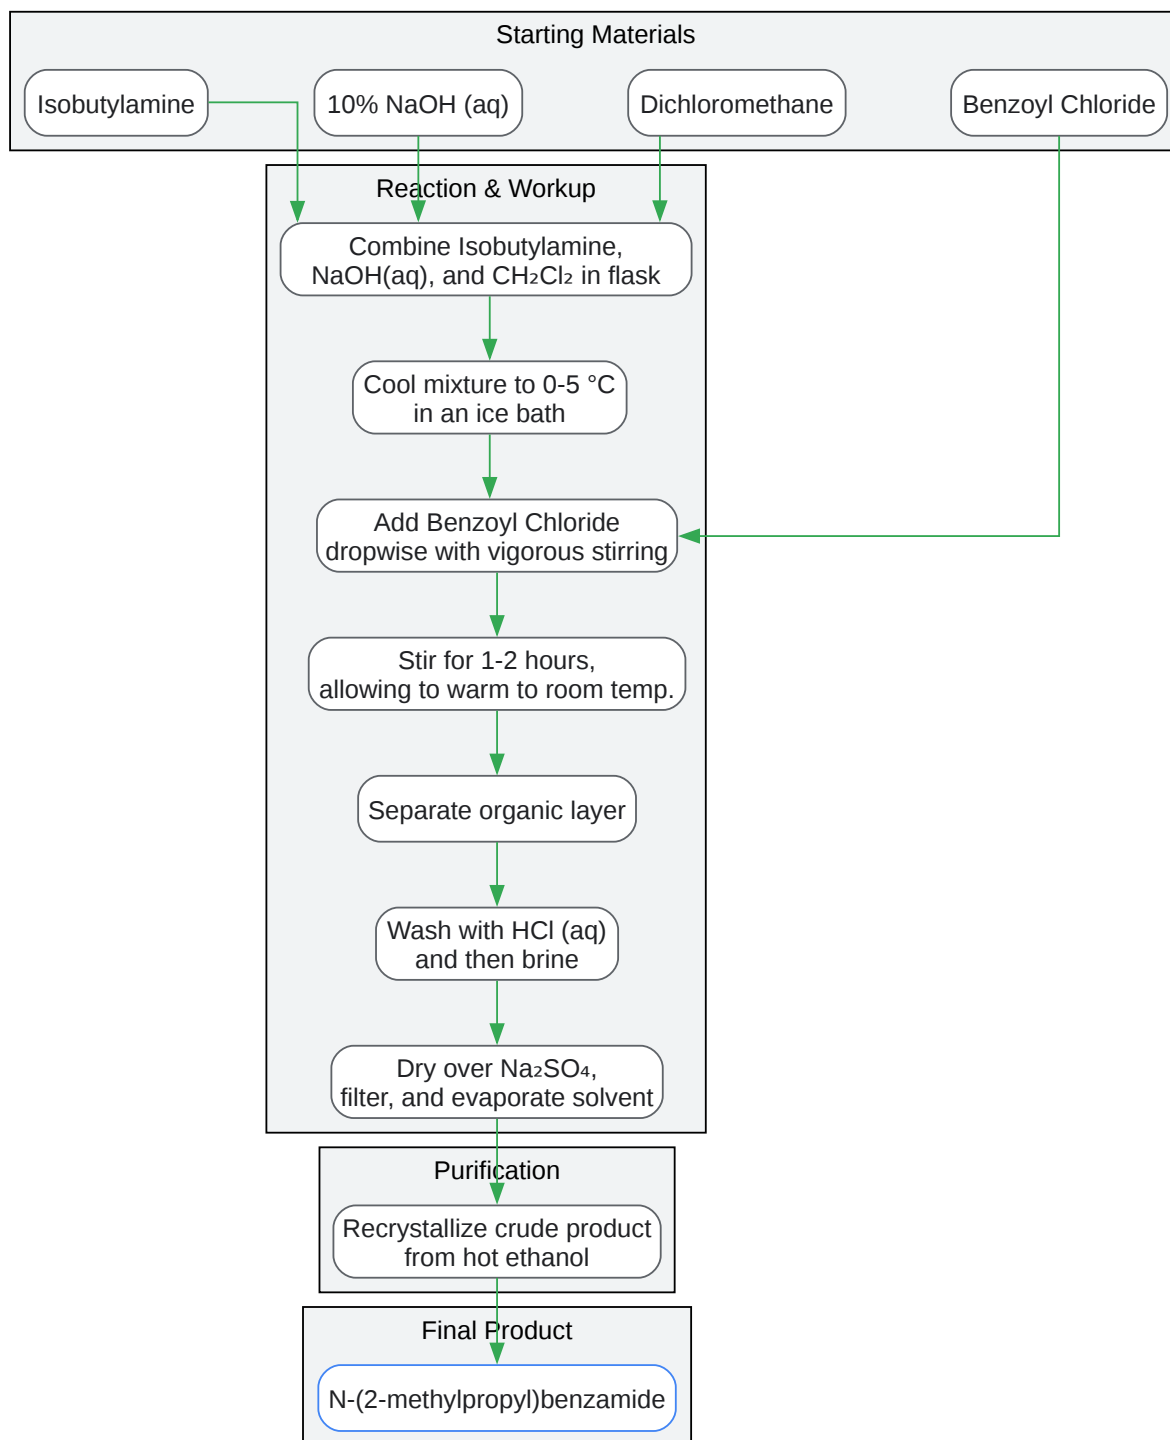 Starting Materials
Isobutylamine
10% NaOH (aq)
Dichloromethane
Benzoyl Chloride
Reaction & Workup
Combine Isobutylamine,
NaOH(aq), and CH₂Cl₂ in flask
Cool mixture to 0-5 °C
in an ice bath
Add Benzoyl Chloride
dropwise with vigorous stirring
Stir for 1-2 hours,
allowing to warm to room temp.
Separate organic layer
Wash with HCl (aq)
and then brine
Dry over Na₂SO₄,
filter, and evaporate solvent
Purification
Recrystallize crude product
from hot ethanol
Final Product
N-(2-methylpropyl)benzamide